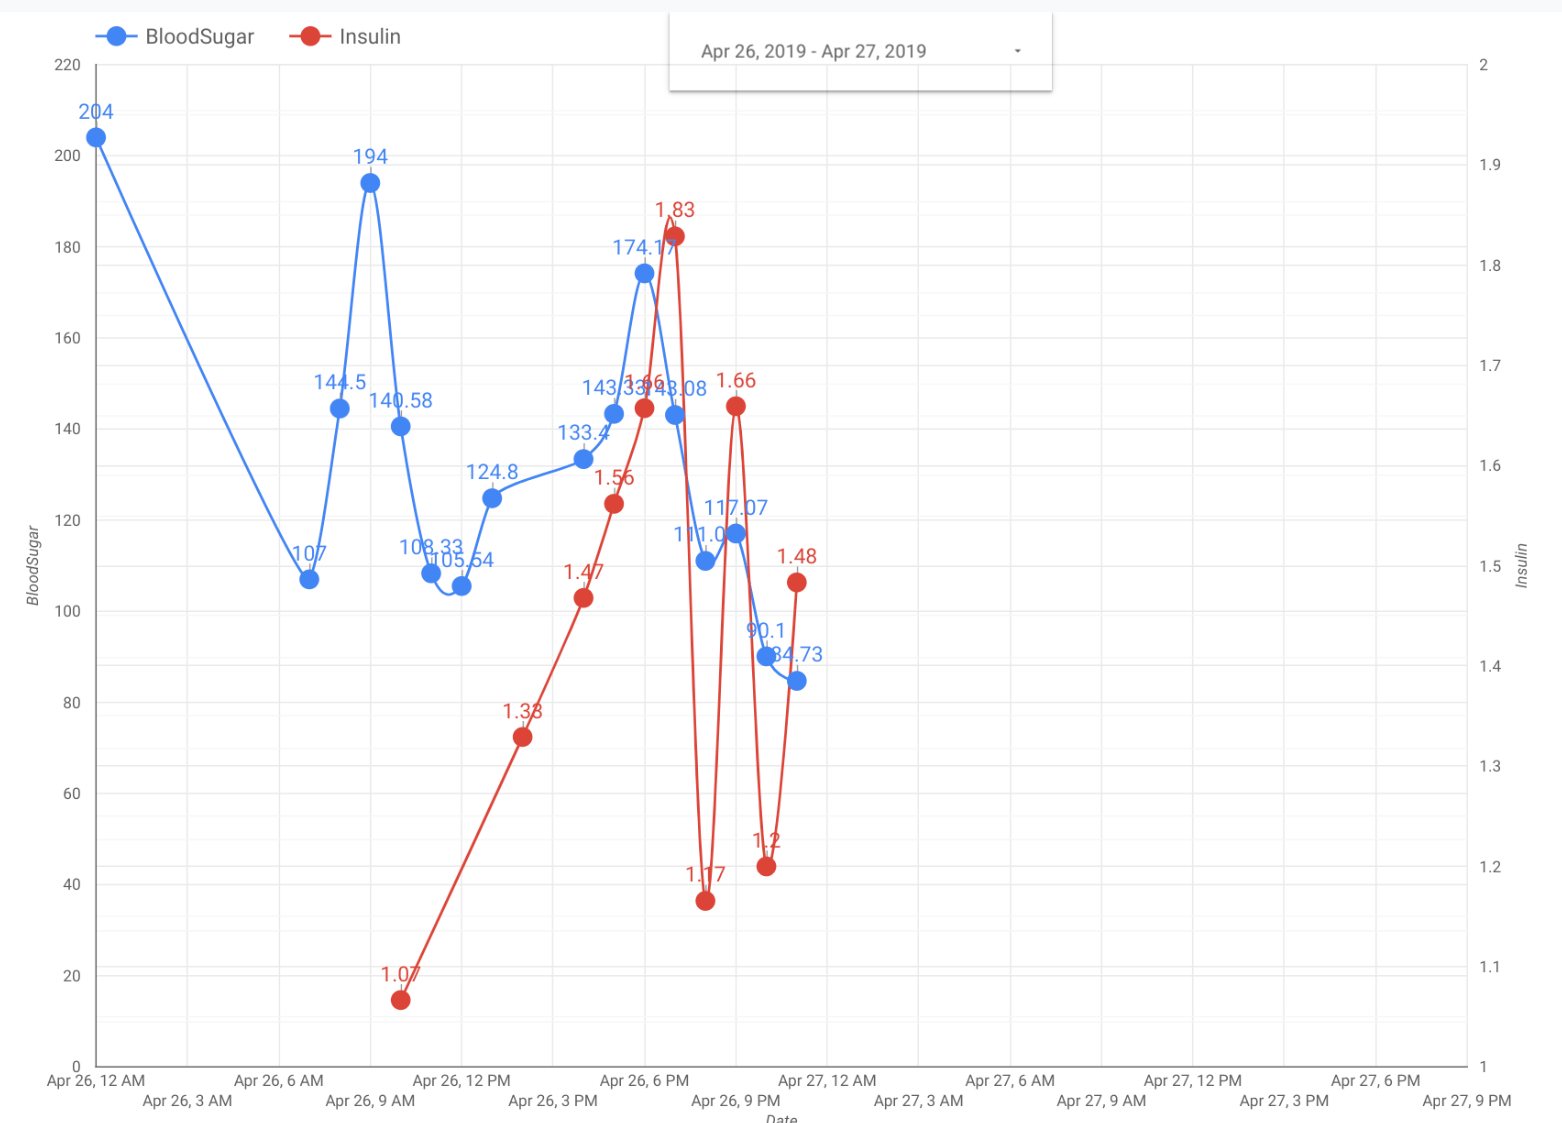 BloodSugar
Insulin
Apr 26, 2019 - Apr 27, 2019
220
200
180
160
140
120
100
80
60
40
20
0
BloodSugar
204
107
144.5
194
140.58
108.33
105.54
124.8
133.4
143.33
174.17
143.08
117.07
90.1
84.73
1.07
1.33
1.47
1.56
1.66
1.83
1.17
1.66
1.2
1.48
2
1.9
1.8
1.7
1.6
1.5
1.4
1.3
1.2
1.1
1
Insulin
Apr 26, 12 AM
Apr 26, 6 AM
Apr 26, 12 PM
Apr 26, 6 PM
Apr 27, 12 AM
Apr 27, 6 AM
Apr 27, 12 PM
Apr 27, 6 PM
Apr 26, 3 AM
Apr 26, 9 AM
Apr 26, 3 PM
Apr 26, 9 PM
Apr 27, 3 AM
Apr 27, 9 AM
Apr 27, 3 PM
Apr 27, 9 PM
Date